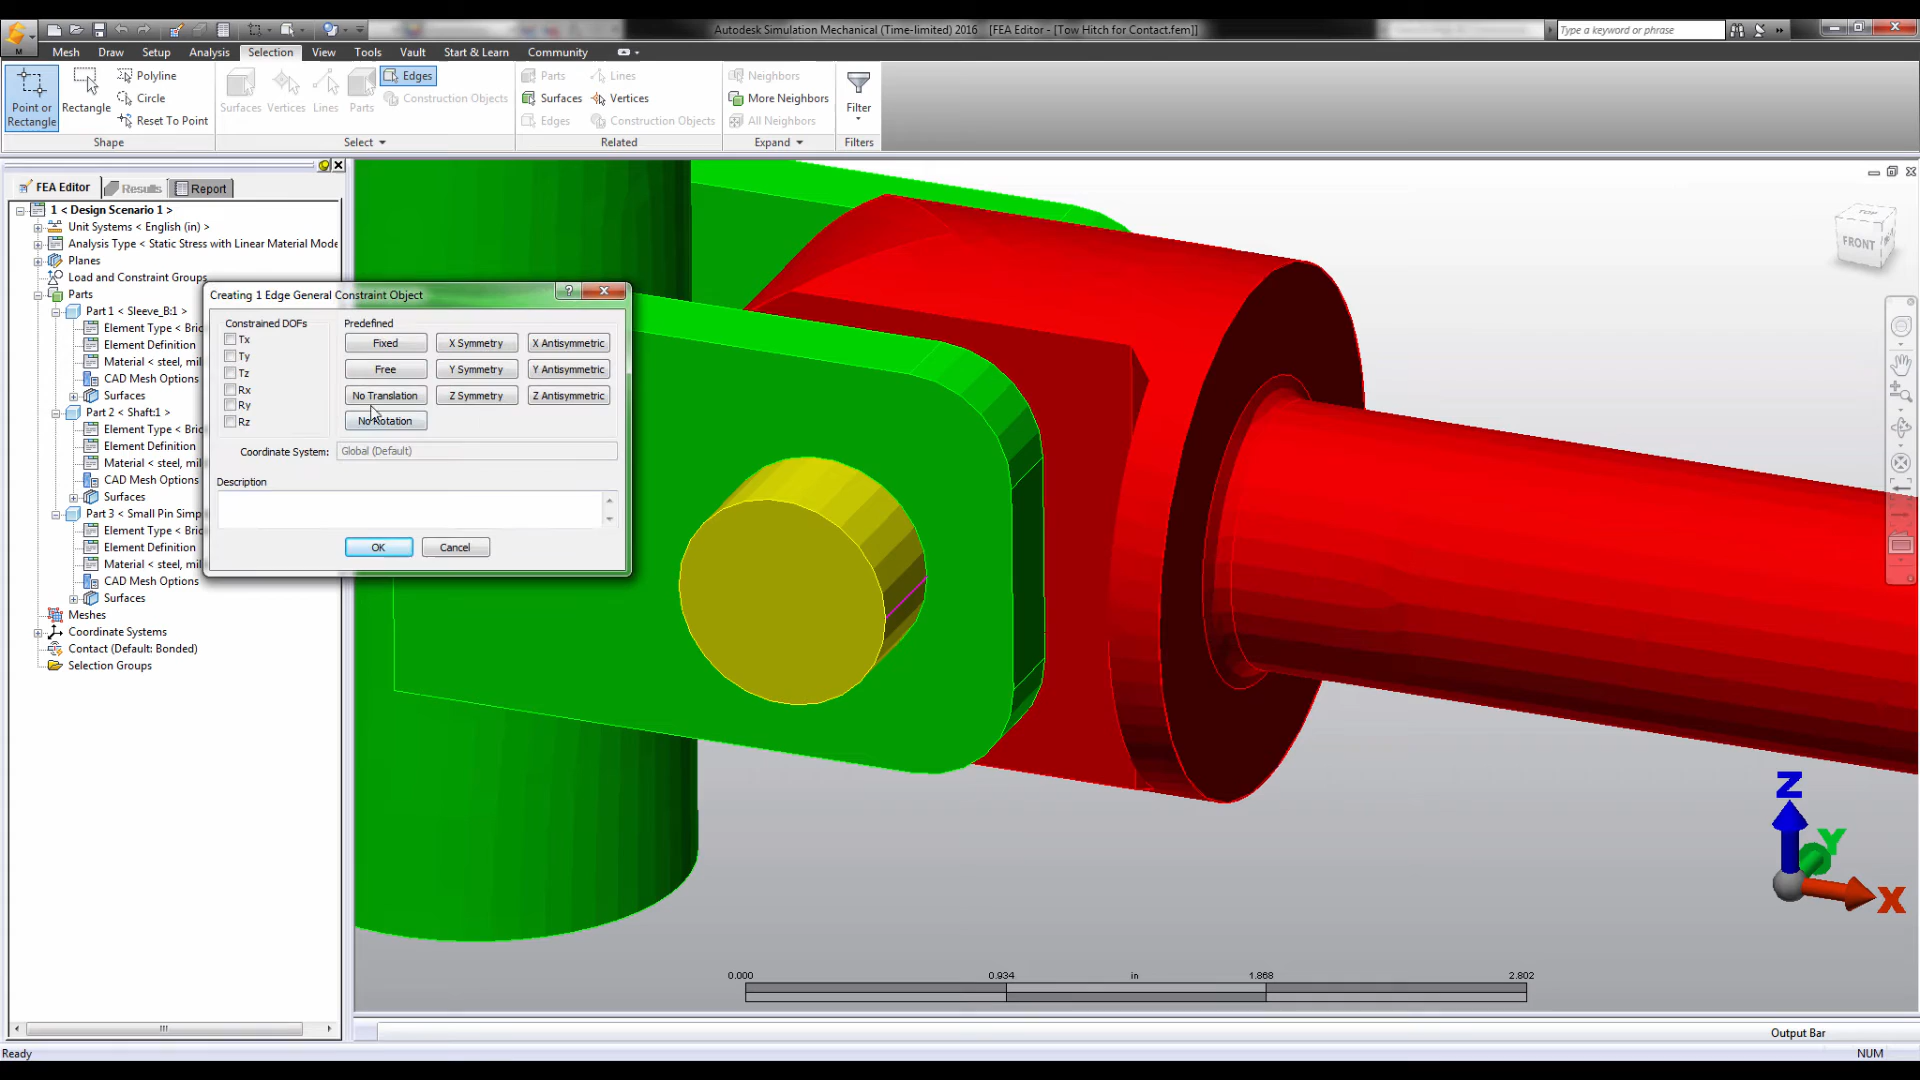 Autodesk Simulation Mechanical (Time-limited) 2016   [FEA Editor - [Tow Hitch for Contact.fem]]
Type a keyword or phrase
M
Mesh Draw Setup Analysis Selection View Tools Vault Start & Learn Community
Point or Rectangle
Rectangle
Polyline
Circle
Reset To Point
Shape
Surfaces Vertices Lines Parts
Edges
Construction Objects
Select
Parts Lines
Surfaces Vertices
Edges Construction Objects
Related
Neighbors
More Neighbors
All Neighbors
Expand
Filter
Filters
FEA Editor Results Report
1 < Design Scenario 1 >
Unit Systems < English (in) >
Analysis Type < Static Stress with Linear Material Mode
Planes
Load and Constraint Groups
Parts
Part 1 < Sleeve_B:1 >
Element Type < Bric
Element Definition
Material < steel, mil
CAD Mesh Options
Surfaces
Part 2 < Shaft:1 >
Element Type < Bric
Element Definition
Material < steel, mil
CAD Mesh Options
Surfaces
Part 3 < Small Pin Simp
Element Type < Bric
Element Definition
Material < steel, mil
CAD Mesh Options
Surfaces
Meshes
Coordinate Systems
Contact (Default: Bonded)
Selection Groups
Creating 1 Edge General Constraint Object
Constrained DOFs
Tx
Ty
Tz
Rx
Ry
Rz
Predefined
Fixed X Symmetry X Antisymmetric
Free Y Symmetry Y Antisymmetric
No Translation Z Symmetry Z Antisymmetric
No Rotation
Coordinate System: Global (Default)
Description
OK Cancel
TOP
FRONT
Z
Y
X
0.000 0.934 in 1.868 2.802
Output Bar
Ready
NUM